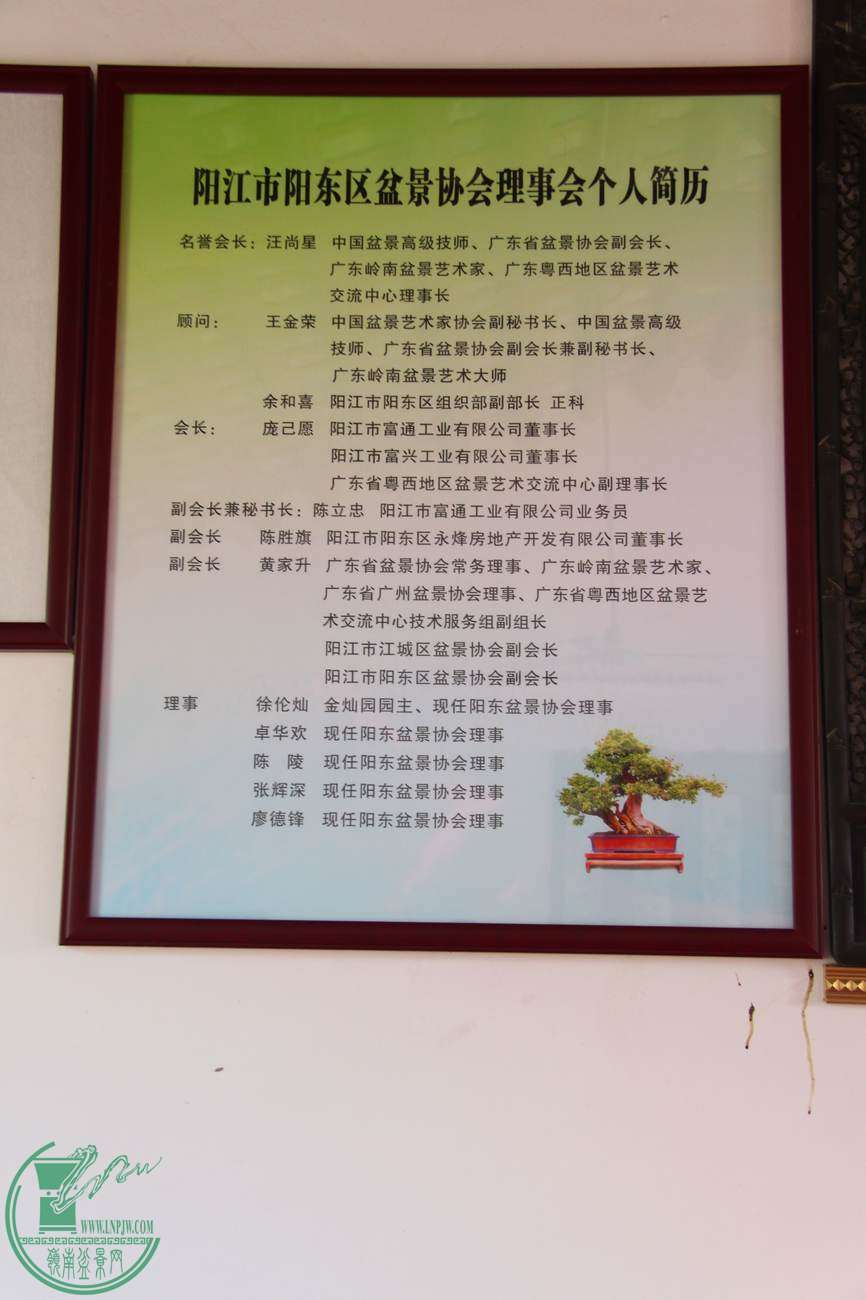 阳江市阳东区盆景协会理事会个人简历
名誉会长：汪尚星 中国盆景高级技师、广东省盆景协会副会长、
广东岭南盆景艺术家、广东粤西地区盆景艺术
交流中心理事长
顾问： 王金荣 中国盆景艺术家协会副秘书长、中国盆景高级
技师、广东省盆景协会副会长兼副秘书长、
广东岭南盆景艺术大师
余和喜 阳江市阳东区组织部副部长 正科
会长： 庞己愿 阳江市富通工业有限公司董事长
阳江市富兴工业有限公司董事长
广东省粤西地区盆景艺术交流中心副理事长
副会长兼秘书长：陈立忠 阳江市富通工业有限公司业务员
副会长 陈胜旗 阳江市阳东区永烽房地产开发有限公司董事长
副会长 黄家升 广东省盆景协会常务理事、广东岭南盆景艺术家、
广东省广州盆景协会理事、广东省粤西地区盆景艺
术交流中心技术服务组副组长
阳江市江城区盆景协会副会长
阳江市阳东区盆景协会副会长
理事 徐伦灿 金灿园园主、现任阳东盆景协会理事
卓华欢 现任阳东盆景协会理事
陈 陵 现任阳东盆景协会理事
张辉深 现任阳东盆景协会理事
廖德锋 现任阳东盆景协会理事
WWW.LNPJW.COM
嶺南盆景网